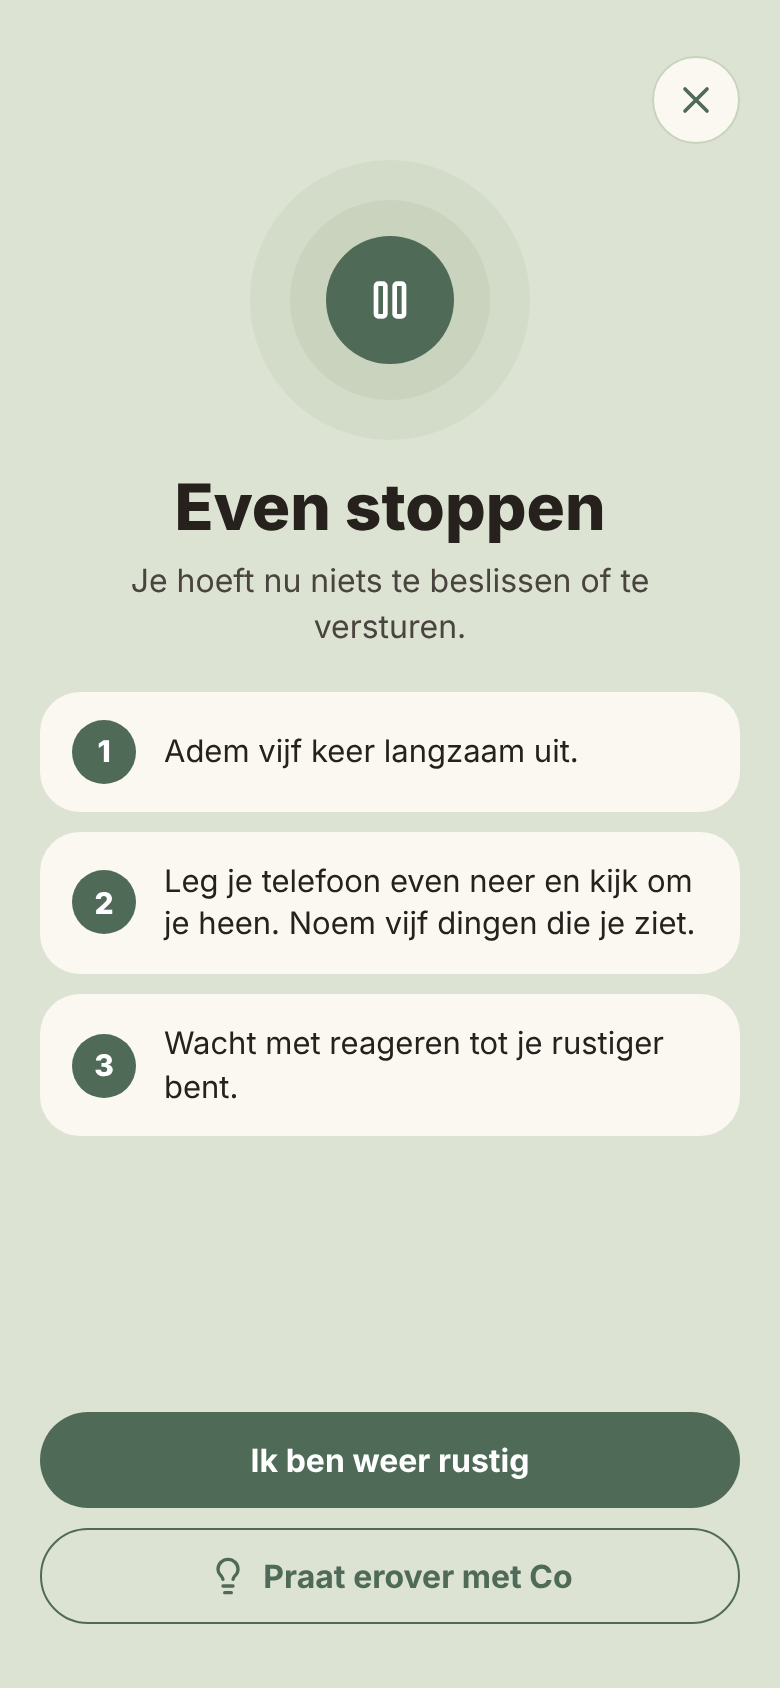 Even stoppen
Je hoeft nu niets te beslissen of te
versturen.
1 Adem vijf keer langzaam uit.
2 Leg je telefoon even neer en kijk om
je heen. Noem vijf dingen die je ziet.
3 Wacht met reageren tot je rustiger
bent.
Ik ben weer rustig
Praat erover met Co